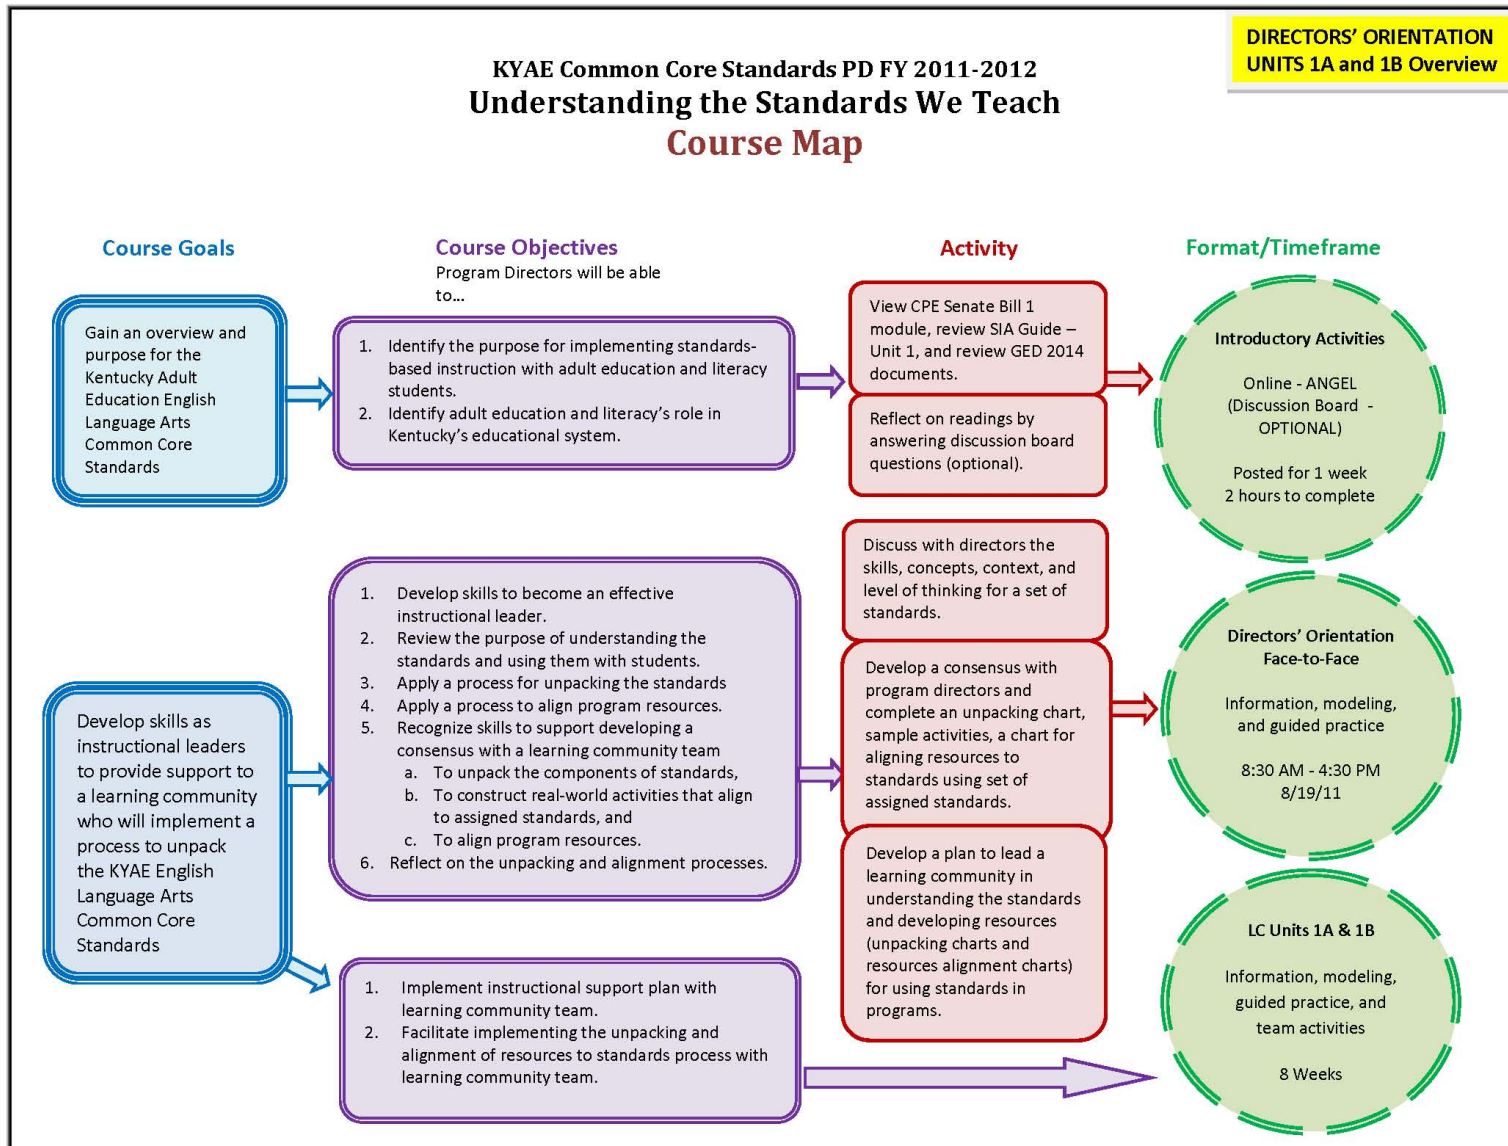 DIRECTORS’ ORIENTATION
UNITS 1A and 1B Overview
KYAE Common Core Standards PD FY 2011-2012
Understanding the Standards We Teach
Course Map
Course Goals
Course Objectives
Program Directors will be able
to…
Activity
Format/Timeframe
Gain an overview and
purpose for the
Kentucky Adult
Education English
Language Arts
Common Core
Standards
1. Identify the purpose for implementing standards-
based instruction with adult education and literacy
students.
2. Identify adult education and literacy’s role in
Kentucky’s educational system.
View CPE Senate Bill 1
module, review SIA Guide –
Unit 1, and review GED 2014
documents.
Reflect on readings by
answering discussion board
questions (optional).
Introductory Activities
Online - ANGEL
(Discussion Board -
OPTIONAL)
Posted for 1 week
2 hours to complete
Develop skills as
instructional leaders
to provide support to
a learning community
who will implement a
process to unpack
the KYAE English
Language Arts
Common Core
Standards
1. Develop skills to become an effective
instructional leader.
2. Review the purpose of understanding the
standards and using them with students.
3. Apply a process for unpacking the standards
4. Apply a process to align program resources.
5. Recognize skills to support developing a
consensus with a learning community team
a. To unpack the components of standards,
b. To construct real-world activities that align
to assigned standards, and
c. To align program resources.
6. Reflect on the unpacking and alignment processes.
Discuss with directors the
skills, concepts, context, and
level of thinking for a set of
standards.
Develop a consensus with
program directors and
complete an unpacking chart,
sample activities, a chart for
aligning resources to
standards using set of
assigned standards.
Develop a plan to lead a
learning community in
understanding the standards
and developing resources
(unpacking charts and
resources alignment charts)
for using standards in
programs.
Directors’ Orientation
Face-to-Face
Information, modeling,
and guided practice
8:30 AM - 4:30 PM
8/19/11
1. Implement instructional support plan with
learning community team.
2. Facilitate implementing the unpacking and
alignment of resources to standards process with
learning community team.
LC Units 1A & 1B
Information, modeling,
guided practice, and
team activities
8 Weeks